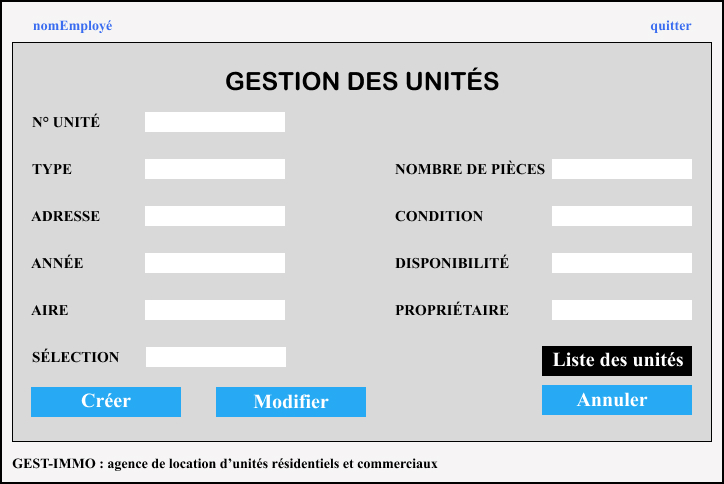 nomEmployé quitter
GESTION DES UNITÉS
N° UNITÉ
TYPE NOMBRE DE PIÈCES
ADRESSE CONDITION
ANNÉE DISPONIBILITÉ
AIRE PROPRIÉTAIRE
SÉLECTION Liste des unités
Créer Modifier Annuler
GEST-IMMO : agence de location d’unités résidentiels et commerciaux